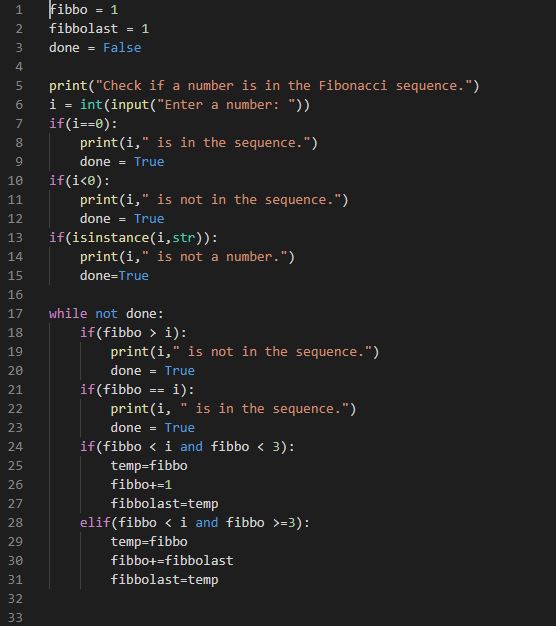 1 fibbo = 1
2 fibbolast = 1
3 done = False
4
5 print("Check if a number is in the Fibonacci sequence.")
6 i = int(input("Enter a number: "))
7 if(i==0):
8     print(i," is in the sequence.")
9     done = True
10 if(i<0):
11     print(i," is not in the sequence.")
12     done = True
13 if(isinstance(i,str)):
14     print(i," is not a number.")
15     done=True
16
17 while not done:
18     if(fibbo > i):
19         print(i," is not in the sequence.")
20         done = True
21     if(fibbo == i):
22         print(i, " is in the sequence.")
23         done = True
24     if(fibbo < i and fibbo < 3):
25         temp=fibbo
26         fibbo+=1
27         fibbolast=temp
28     elif(fibbo < i and fibbo >=3):
29         temp=fibbo
30         fibbo+=fibbolast
31         fibbolast=temp
32
33